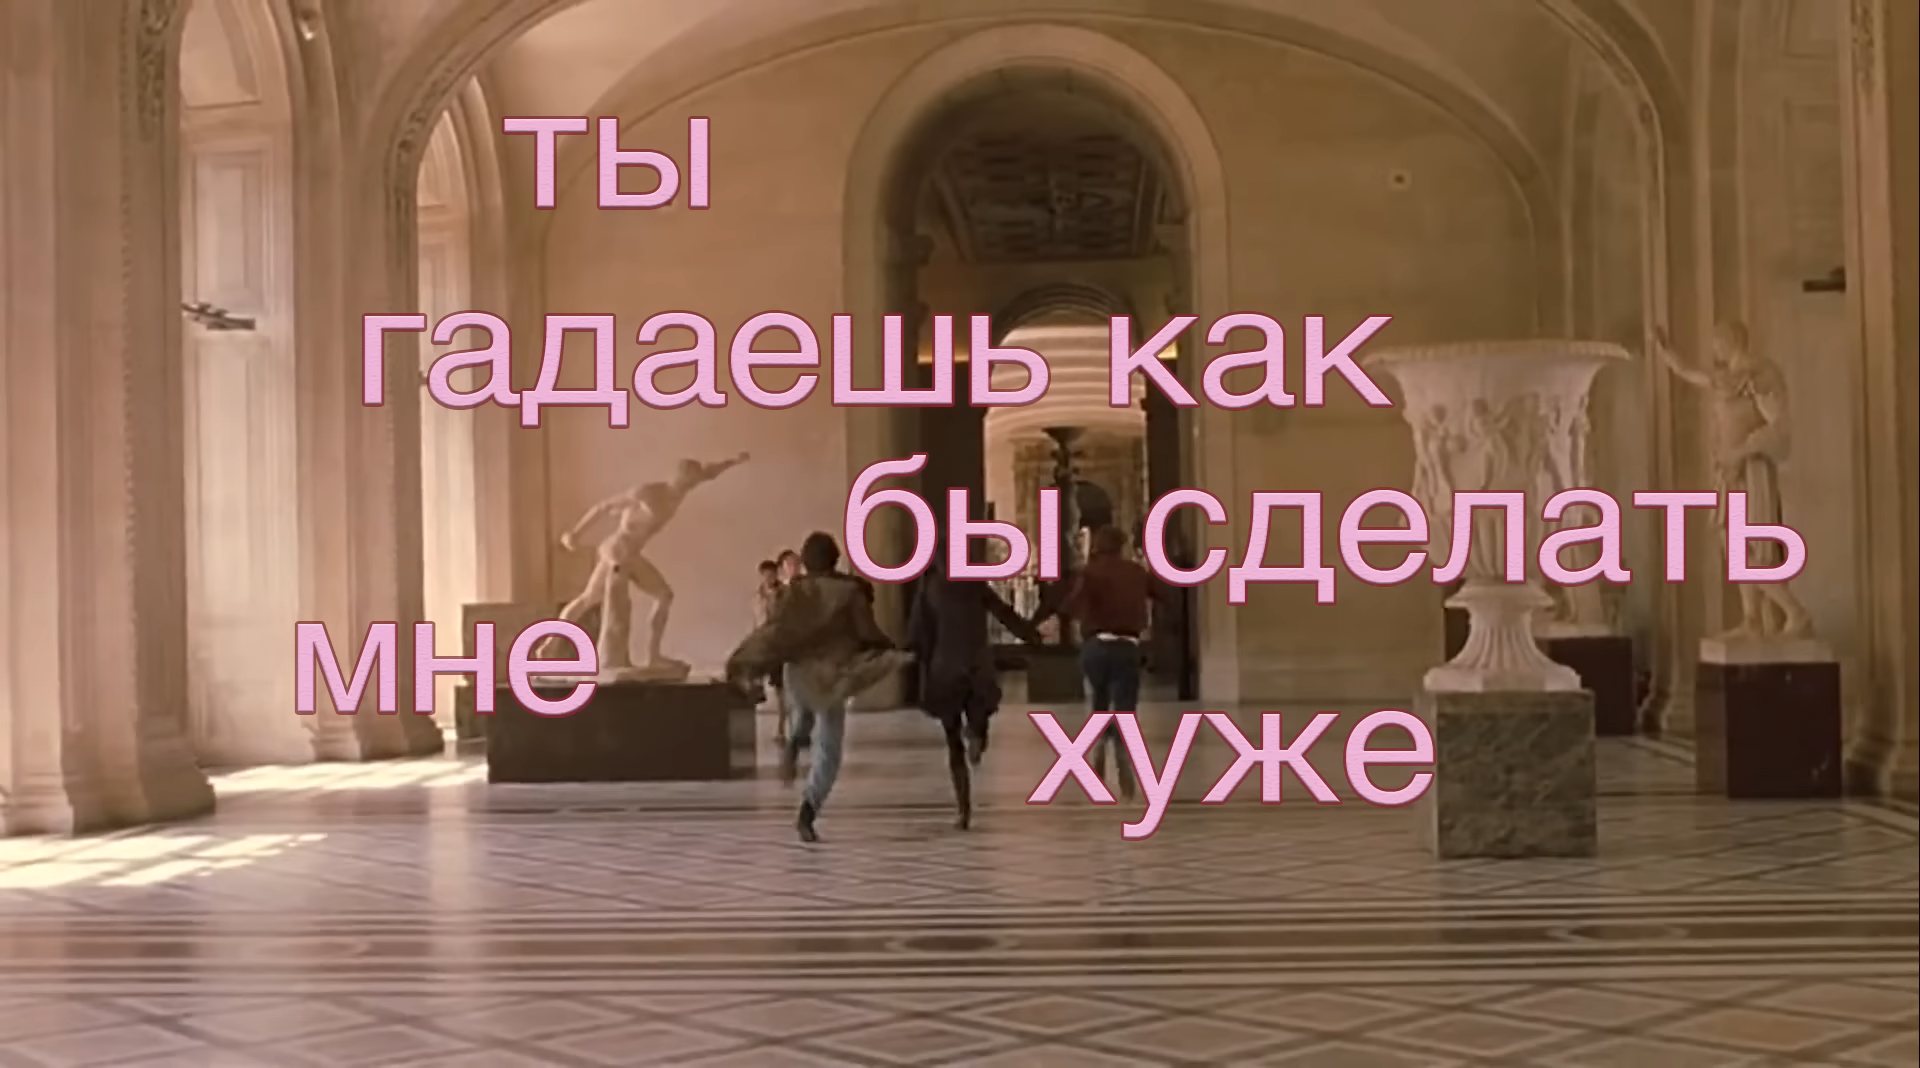 ты
гадаешь как
бы сделать
мне
хуже